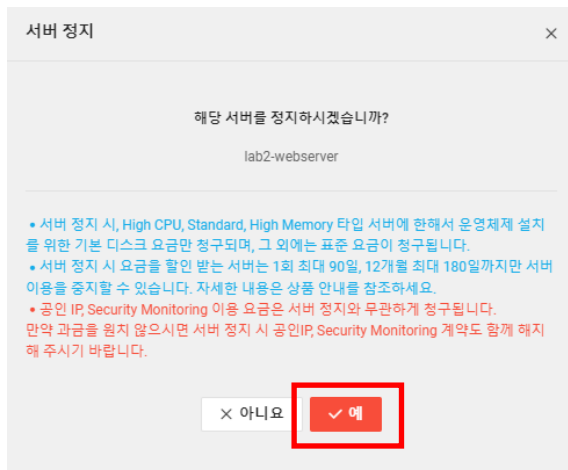 서버 정지
해당 서버를 정지하시겠습니까?
lab2-webserver
• 서버 정지 시, High CPU, Standard, High Memory 타입 서버에 한해서 운영체제 설치
를 위한 기본 디스크 요금만 청구되며, 그 외에는 표준 요금이 청구됩니다.
• 서버 정지 시 요금을 할인 받는 서버는 1회 최대 90일, 12개월 최대 180일까지만 서버
이용을 중지할 수 있습니다. 자세한 내용은 상품 안내를 참조하세요.
• 공인 IP, Security Monitoring 이용 요금은 서버 정지와 무관하게 청구됩니다.
만약 과금을 원치 않으시면 서버 정지 시 공인IP, Security Monitoring 계약도 함께 해지
해 주시기 바랍니다.
아니요 예